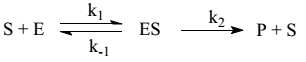 S + E k₁ k₋₁ ES k₂ P + S